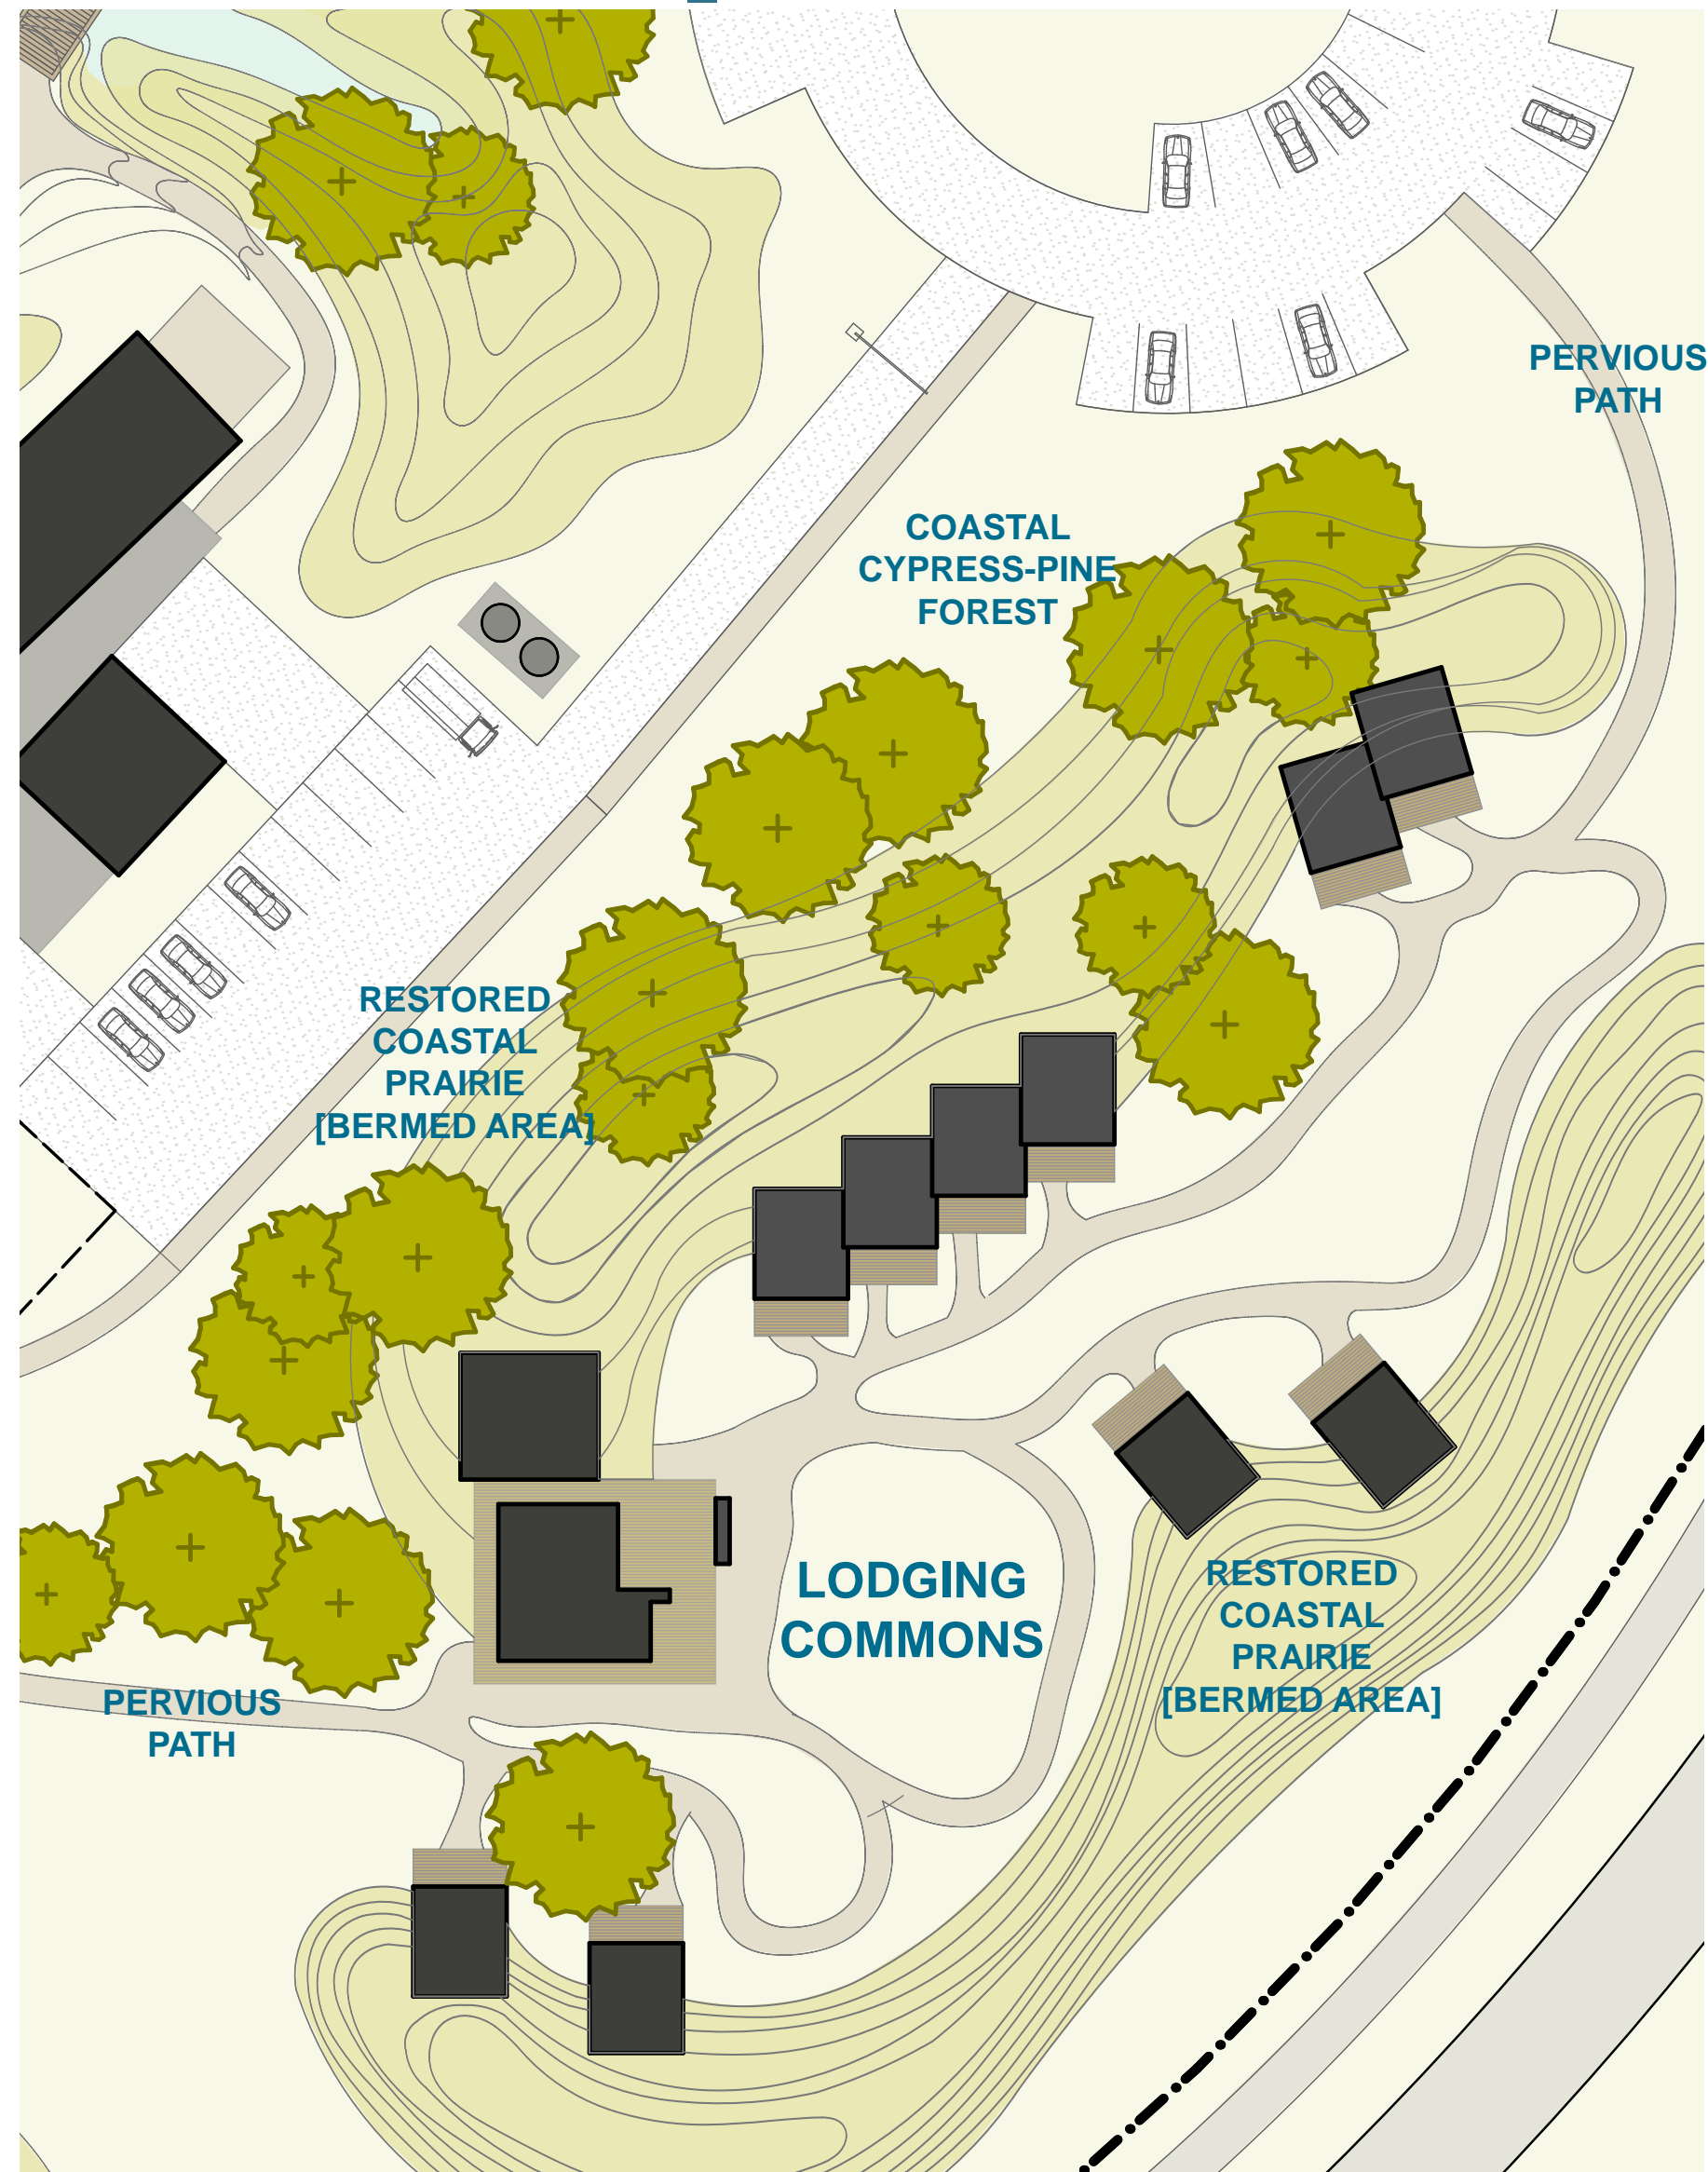 PERVIOUS
PATH
COASTAL
CYPRESS-PINE
FOREST
RESTORED
COASTAL
PRAIRIE
[BERMED AREA]
LODGING
COMMONS
RESTORED
COASTAL
PRAIRIE
[BERMED AREA]
PERVIOUS
PATH